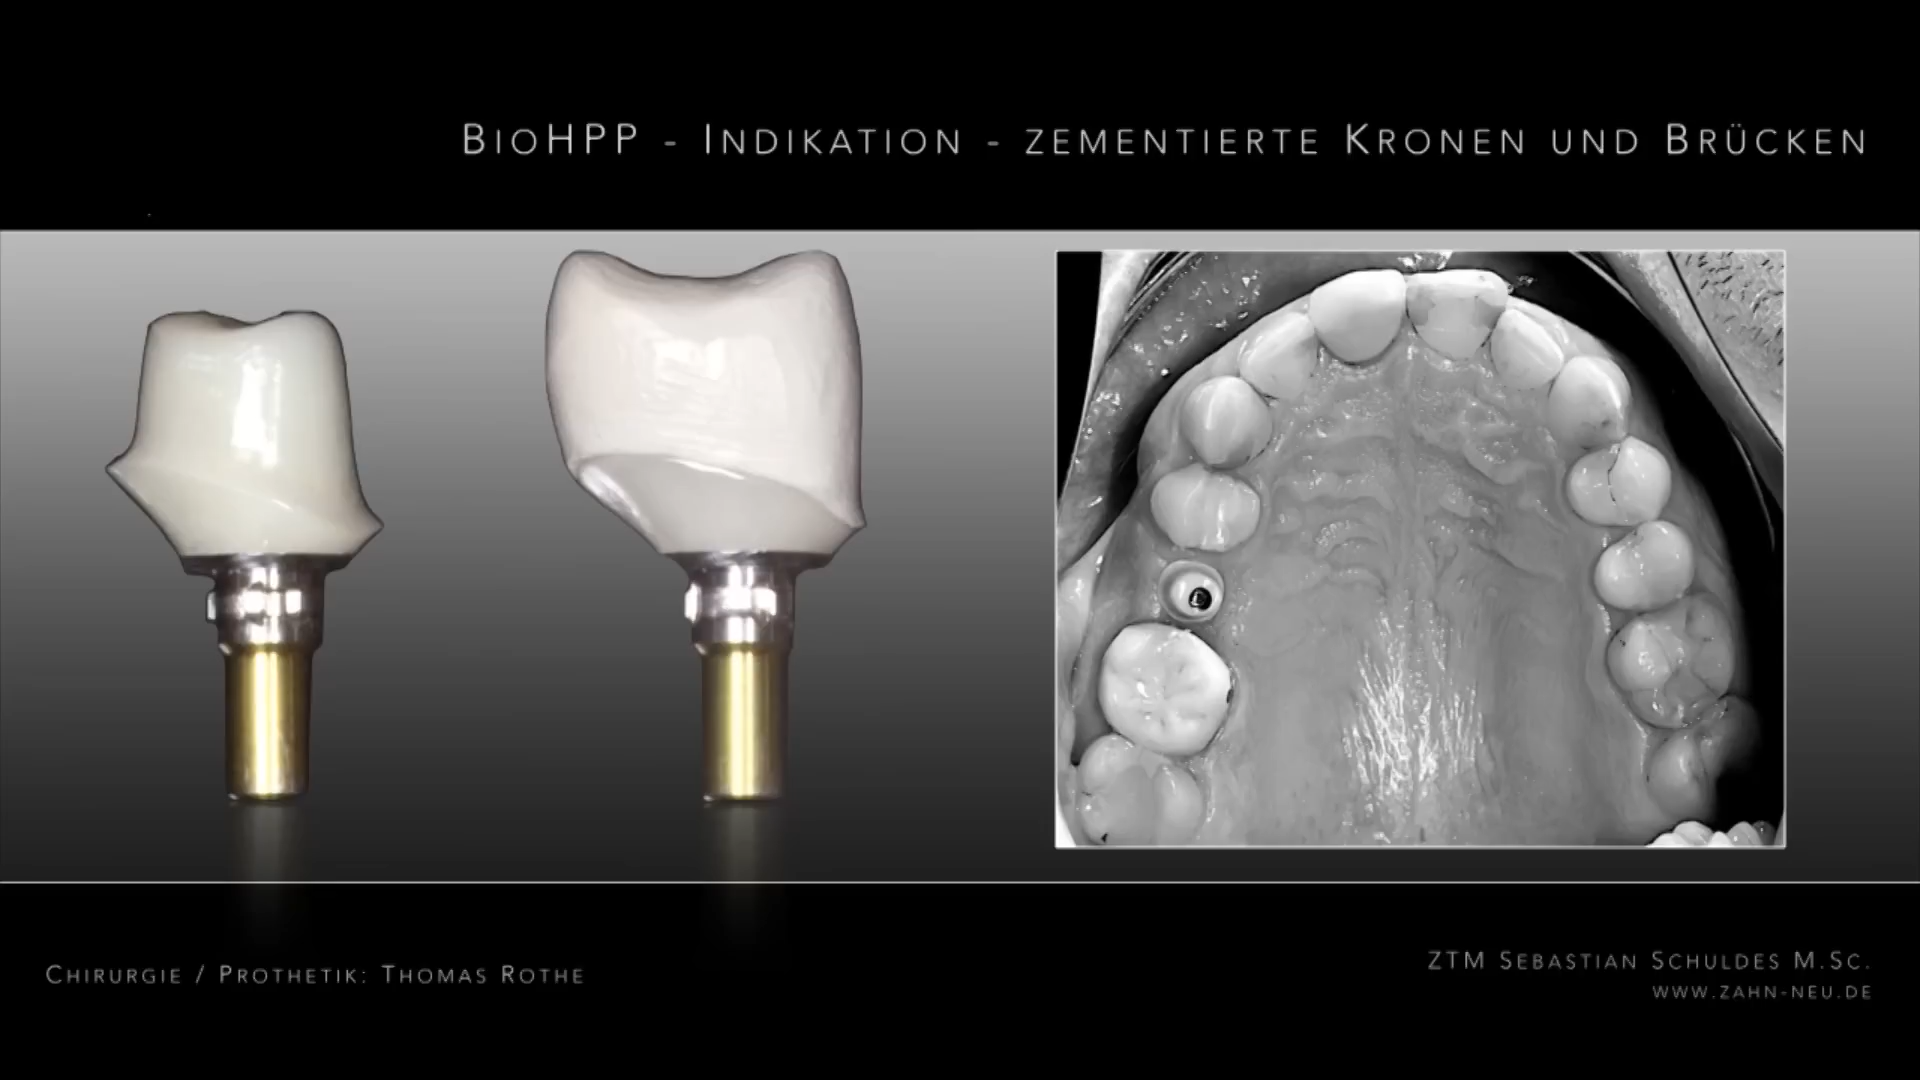 BioHPP - Indikation - zementierte Kronen und Brücken
Chirurgie / Prothetik: Thomas Rothe
ZTM Sebastian Schuldes M.Sc.
www.zahn-neu.de